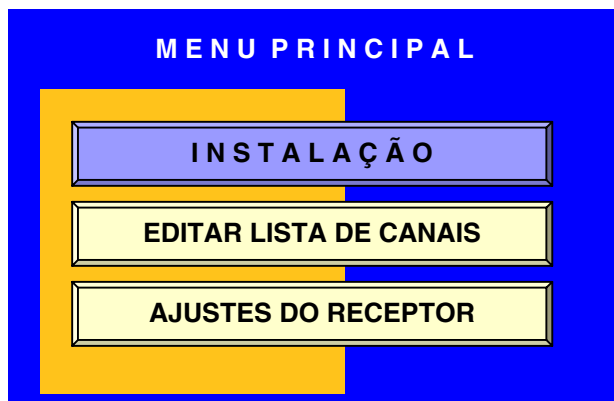 MENU PRINCIPAL
INSTALAÇÃO
EDITAR LISTA DE CANAIS
AJUSTES DO RECEPTOR